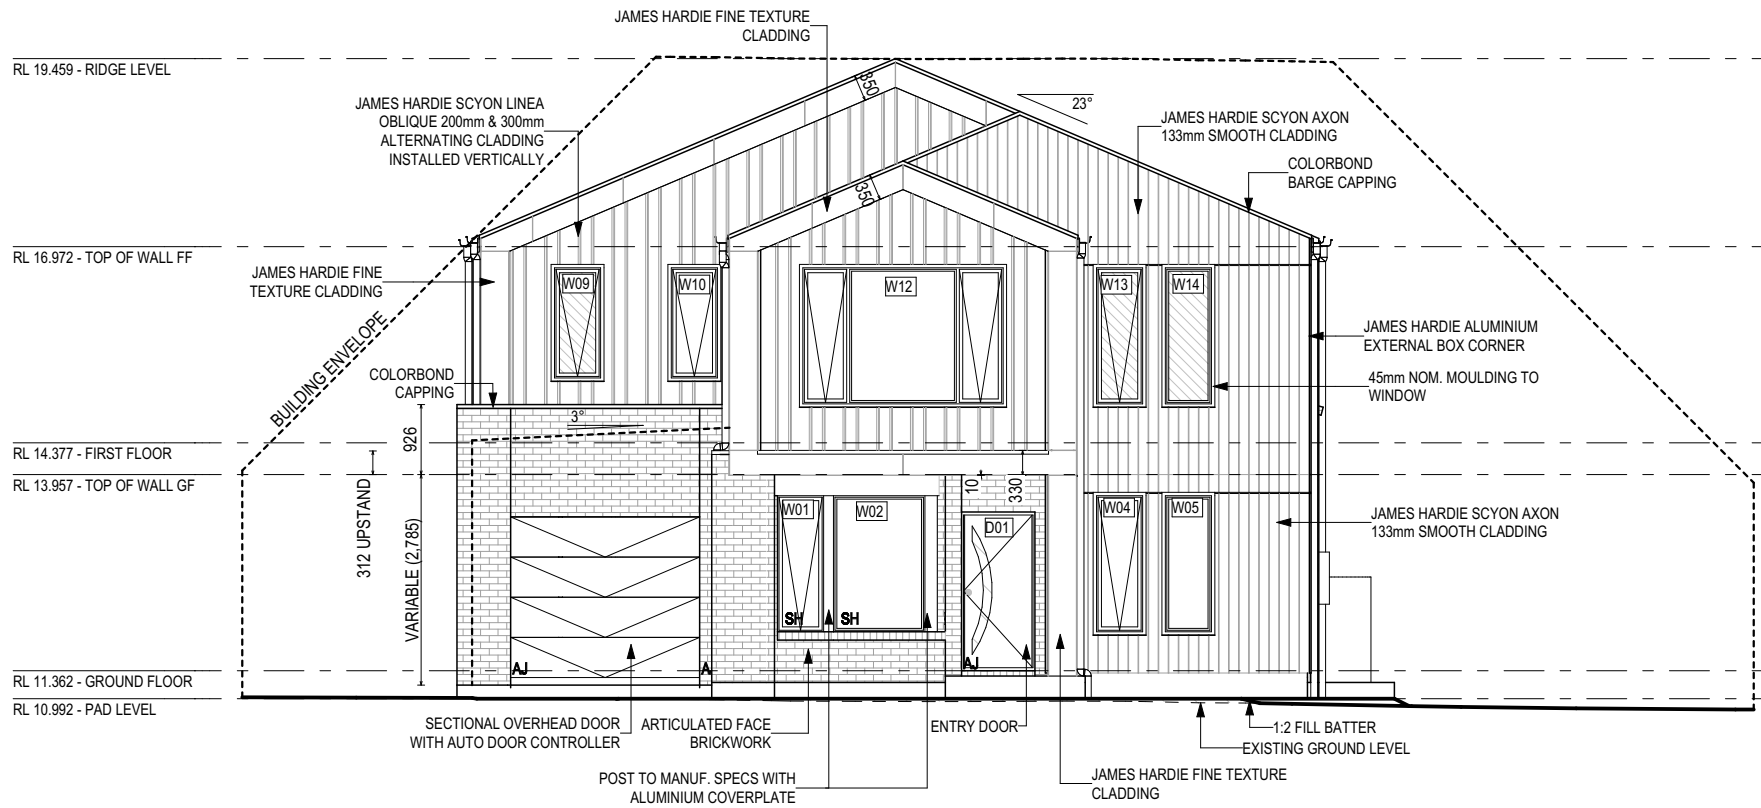 JAMES HARDIE FINE TEXTURE
CLADDING
RL 19.459 - RIDGE LEVEL
350
23°
JAMES HARDIE SCYON LINEA
OBLIQUE 200mm & 300mm
ALTERNATING CLADDING
INSTALLED VERTICALLY
JAMES HARDIE SCYON AXON
133mm SMOOTH CLADDING
COLORBOND
BARGE CAPPING
350
RL 16.972 - TOP OF WALL FF
JAMES HARDIE FINE
TEXTURE CLADDING
W09
W10
W12
W13
W14
BUILDING ENVELOPE
JAMES HARDIE ALUMINIUM
EXTERNAL BOX CORNER
COLORBOND
CAPPING
45mm NOM. MOULDING TO
WINDOW
3°
926
RL 14.377 - FIRST FLOOR
RL 13.957 - TOP OF WALL GF
312 UPSTAND
VARIABLE (2,785)
10
330
W01
W02
D01
W04
W05
JAMES HARDIE SCYON AXON
133mm SMOOTH CLADDING
SH
SH
AJ
A
AJ
RL 11.362 - GROUND FLOOR
RL 10.992 - PAD LEVEL
SECTIONAL OVERHEAD DOOR
WITH AUTO DOOR CONTROLLER
ARTICULATED FACE
BRICKWORK
ENTRY DOOR
1:2 FILL BATTER
EXISTING GROUND LEVEL
POST TO MANUF. SPECS WITH
ALUMINIUM COVERPLATE
JAMES HARDIE FINE TEXTURE
CLADDING